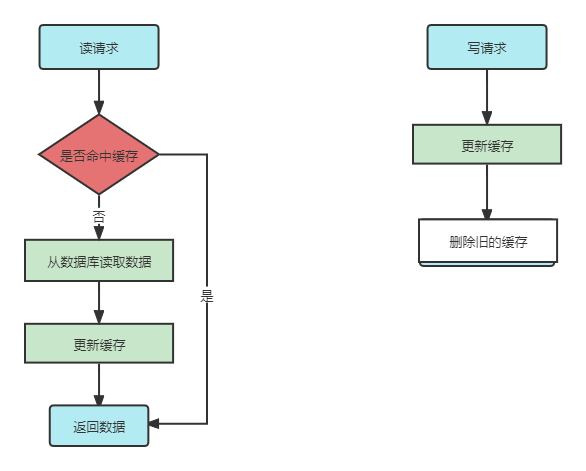 读请求
是否命中缓存
否
从数据库读取数据
是
更新缓存
返回数据
写请求
更新缓存
删除旧的缓存